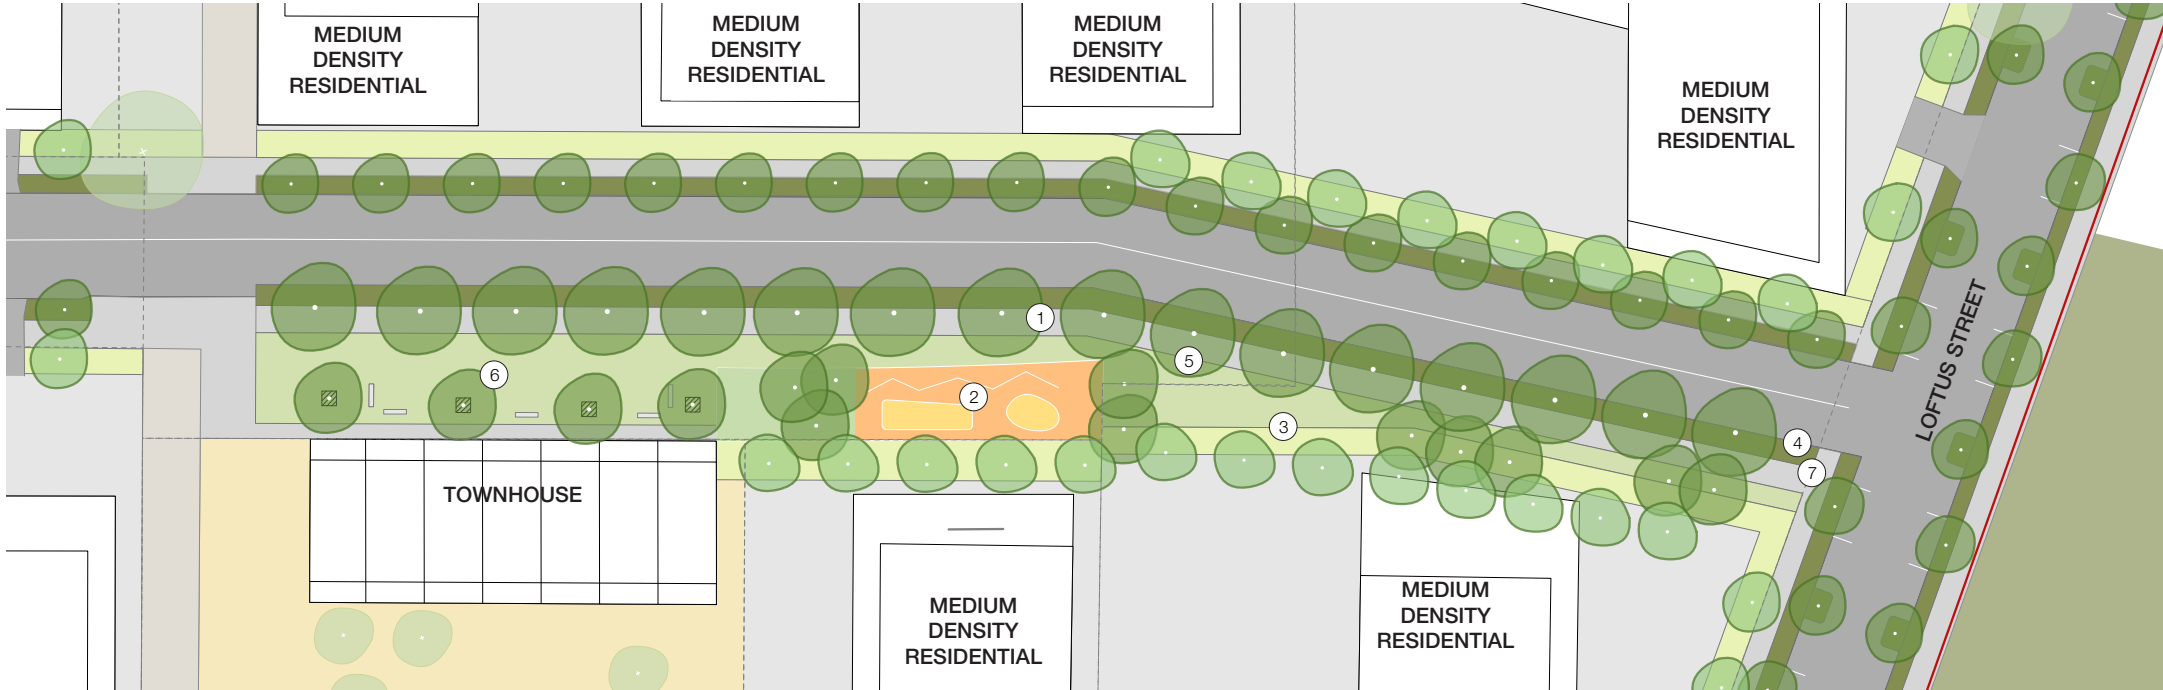 MEDIUM
DENSITY
RESIDENTIAL
MEDIUM
DENSITY
RESIDENTIAL
MEDIUM
DENSITY
RESIDENTIAL
MEDIUM
DENSITY
RESIDENTIAL
1
5
6
2
3
4
7
LOFTUS STREET
TOWNHOUSE
MEDIUM
DENSITY
RESIDENTIAL
MEDIUM
DENSITY
RESIDENTIAL